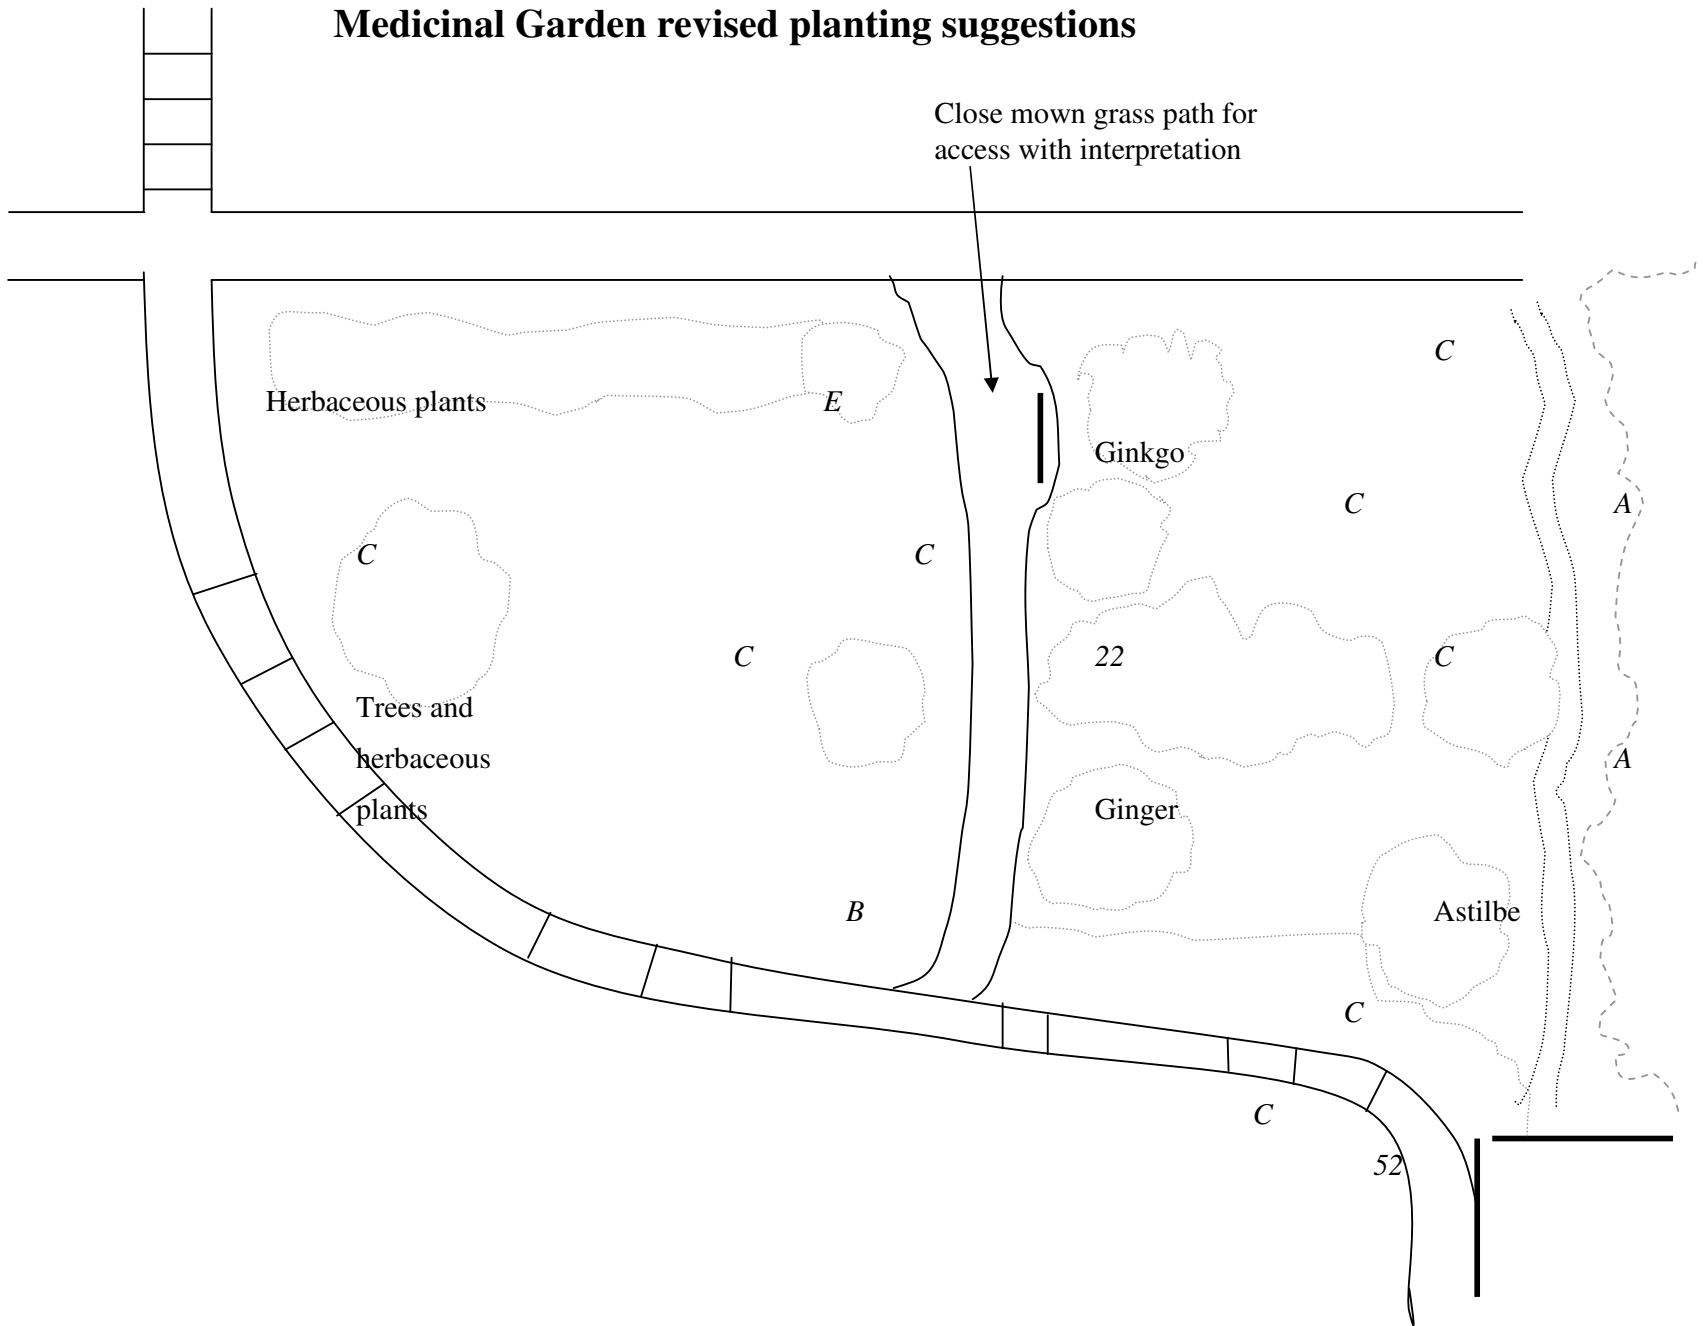 Medicinal Garden revised planting suggestions
Close mown grass path for
access with interpretation
C
Herbaceous plants
E
Ginkgo
C
A
C
C
C
22
C
Trees and
herbaceous
plants
A
Ginger
B
Astilbe
C
C
52